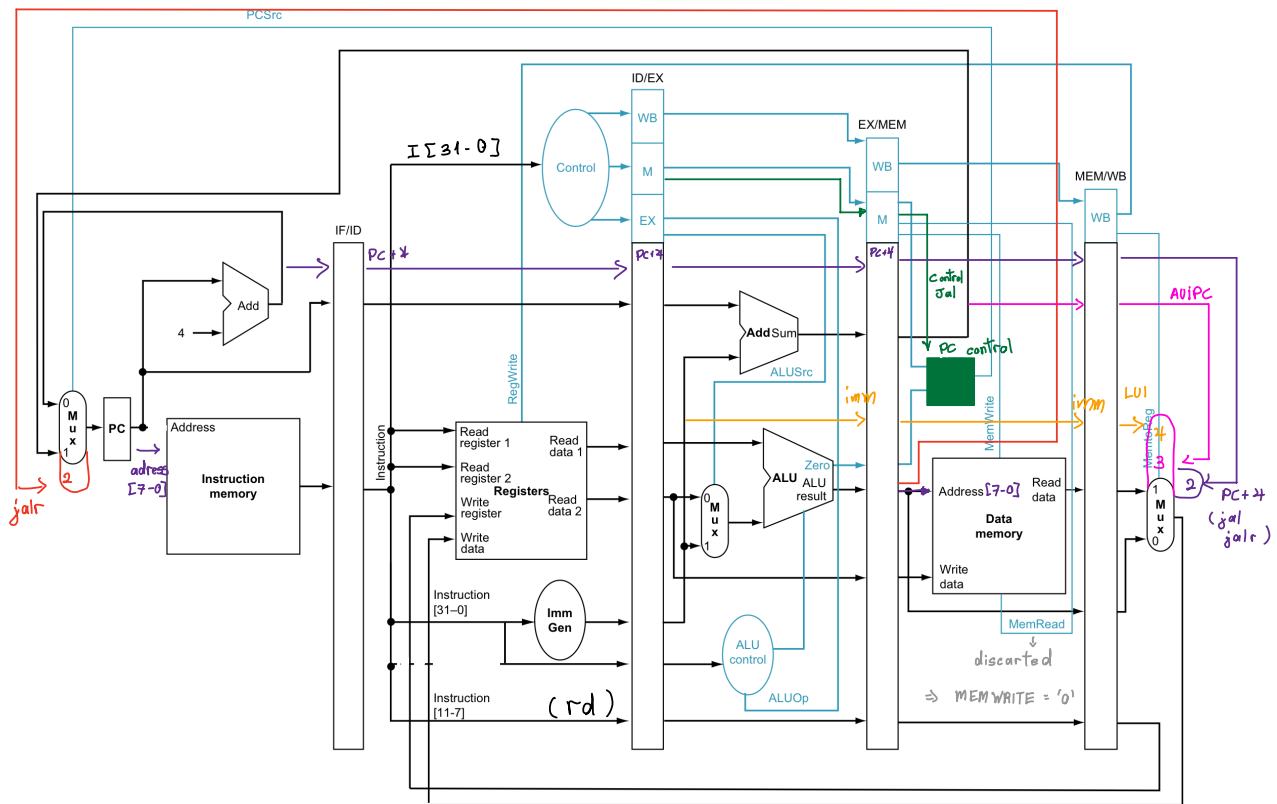 PCSrc
ID/EX
WB
EX/MEM
I[31-0]
Control
M
WB
MEM/WB
EX
M
WB
IF/ID
PC+4
PC+4
PC+4
Control
Jal
AUiPC
Add
4
Add Sum
PC control
RegWrite
ALUSrc
imm
imm
LUI
MemWrite
MemtoReg
0
Mux
1
2
PC
jalr
adress
[7-0]
Address
Instruction
memory
Instruction
Read
register 1
Read
register 2
Write
register
Write
data
Registers
Read
data 1
Read
data 2
0
Mux
1
Zero
ALU
ALU
result
Address [7-0]
Read
data
Data
memory
Write
data
4
3
2
1
Mux
0
PC+4
(jal
jalr)
Instruction
[31–0]
Imm
Gen
ALU
control
MemRead
discarted
⇒ MEMWRITE = '0'
ALUOp
Instruction
[11-7]
(rd)